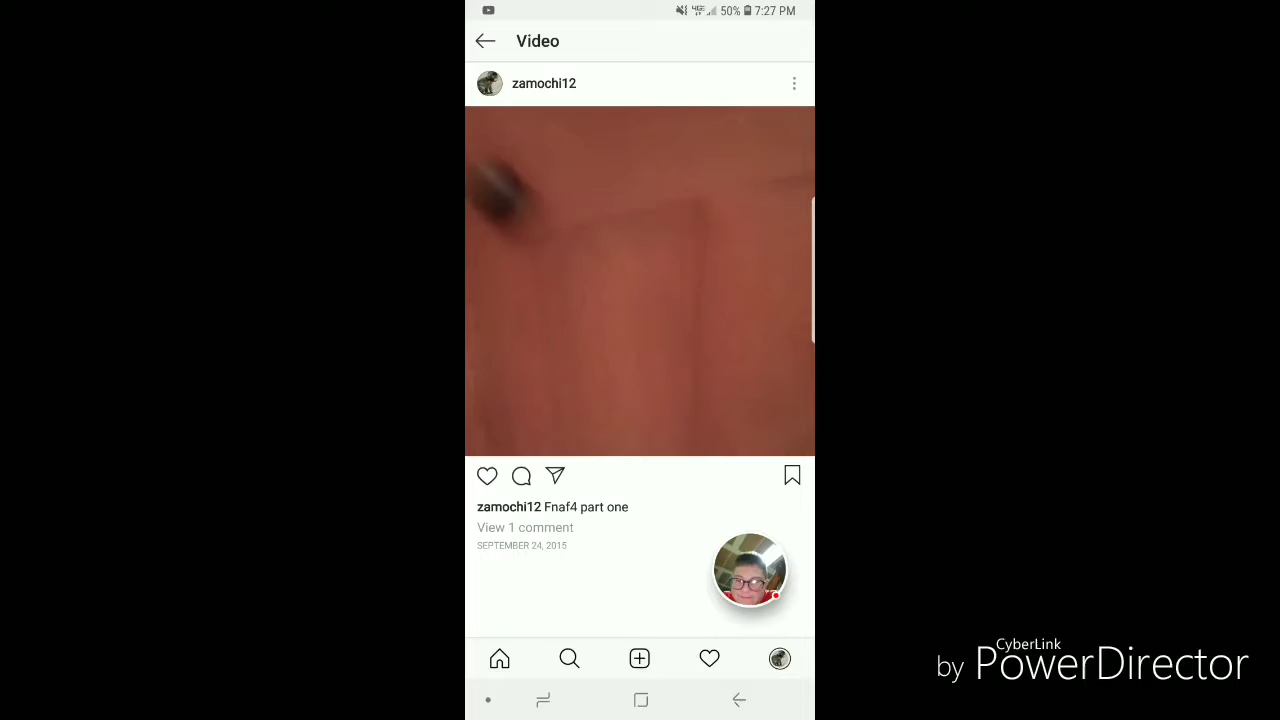 50% 7:27 PM
Video
zamochi12
zamochi12 Fnaf4 part one
View 1 comment
SEPTEMBER 24, 2015
CyberLink
by PowerDirector